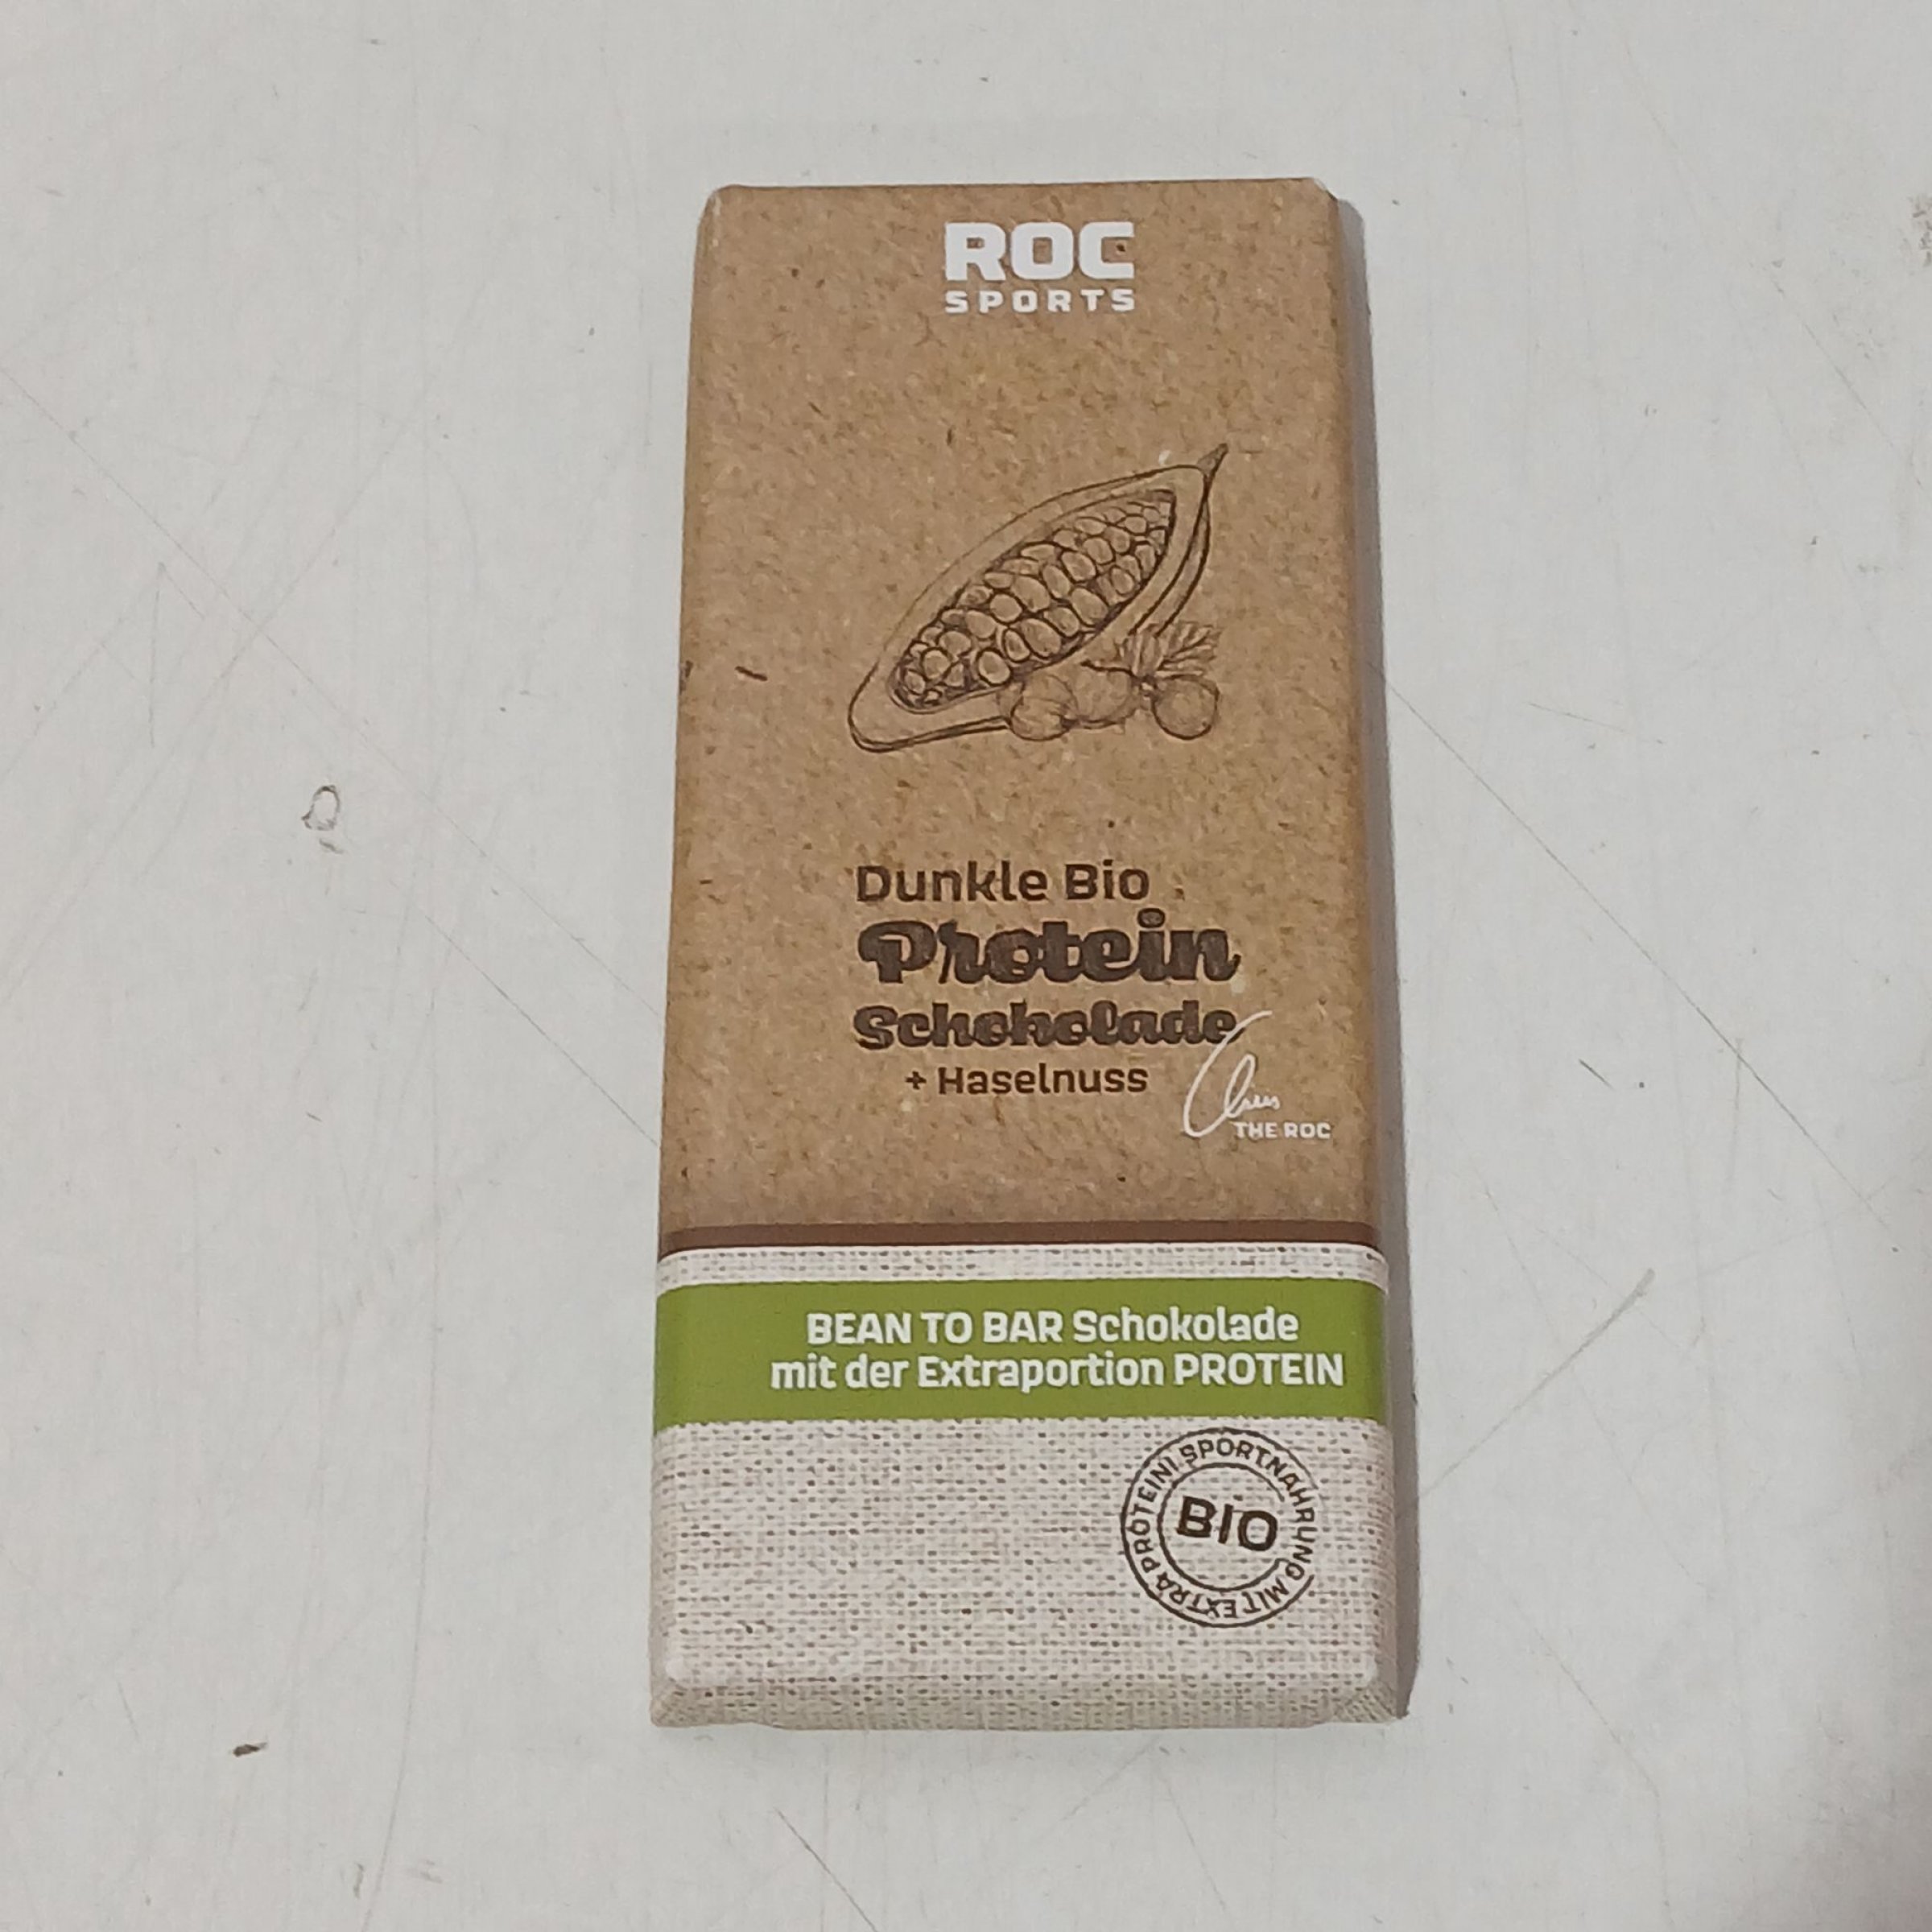 ROC
SPORTS
Dunkle Bio
Protein
Schokolade
+ Haselnuss
THE ROC
BEAN TO BAR Schokolade
mit der Extraportion PROTEIN
SPORTNAHRUNG MIT EXTRA PROTEIN!
BIO